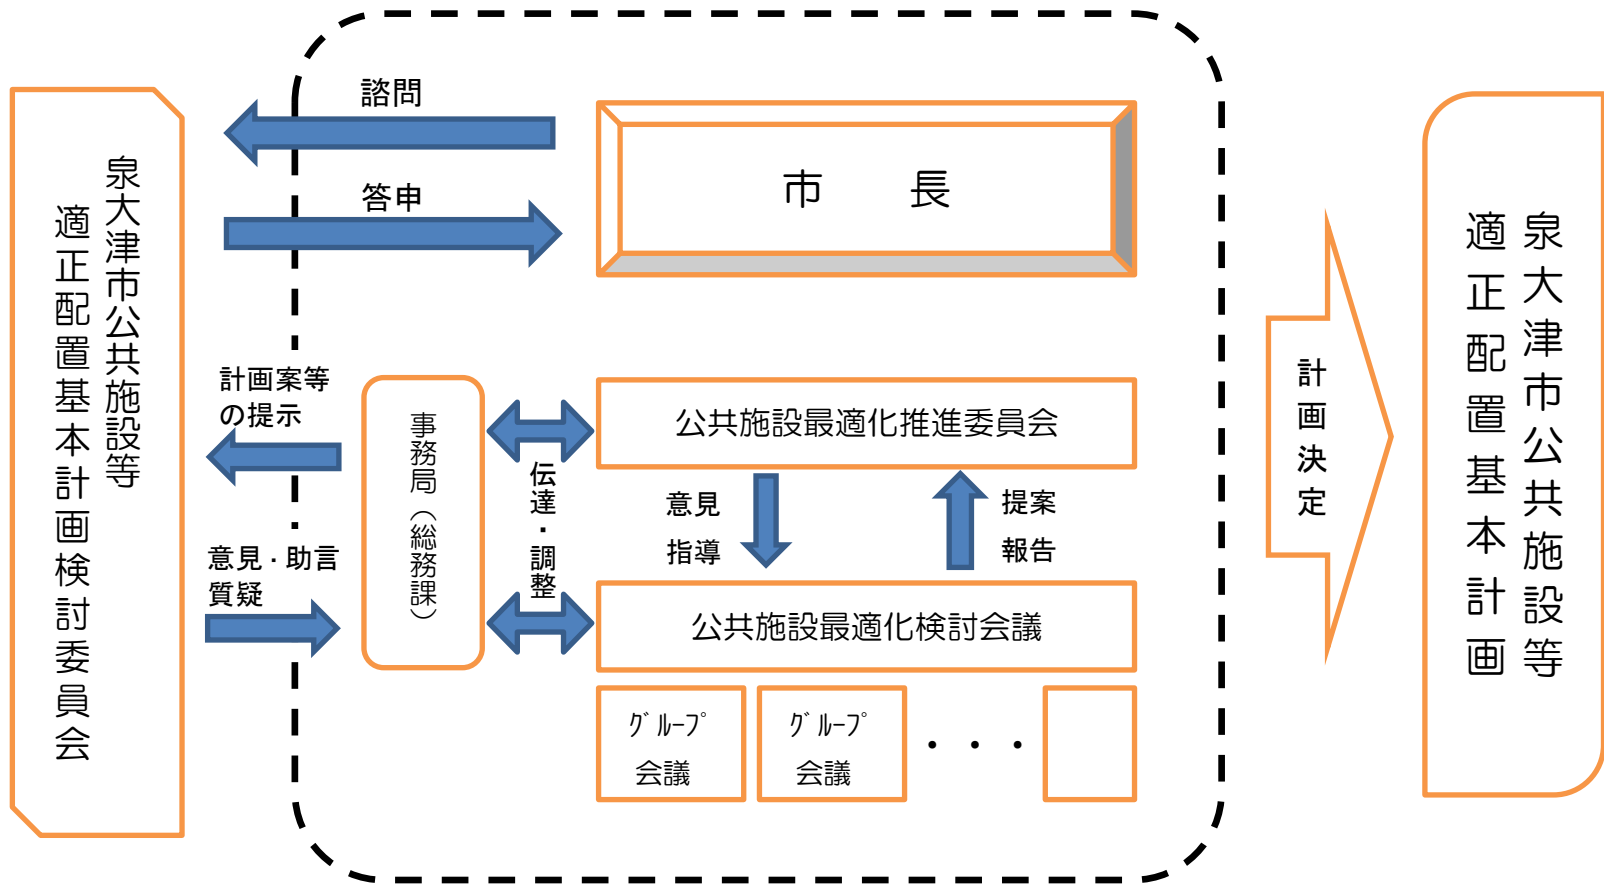 諮問
答申
市　長
泉大津市公共施設等
適正配置基本計画検討委員会
計画案等
の提示
意見・助言
質疑
事務局（総務課）
伝達・調整
公共施設最適化推進委員会
意見
指導
提案
報告
公共施設最適化検討会議
ｸﾞﾙｰﾌﾟ
会議
ｸﾞﾙｰﾌﾟ
会議
・・・
計画決定
泉大津市公共施設等
適正配置基本計画